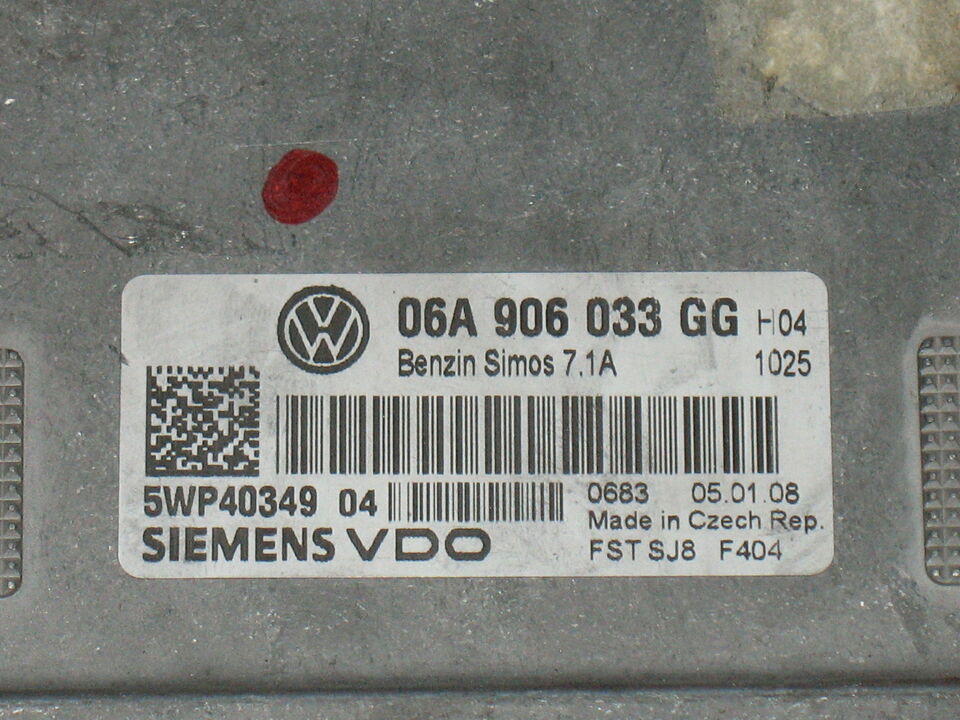 06A 906 033 GG H04
Benzin Simos 7.1A 1025
5WP40349 04 0683 05.01.08
Made in Czech Rep.
SIEMENS VDO FST SJ8 F404